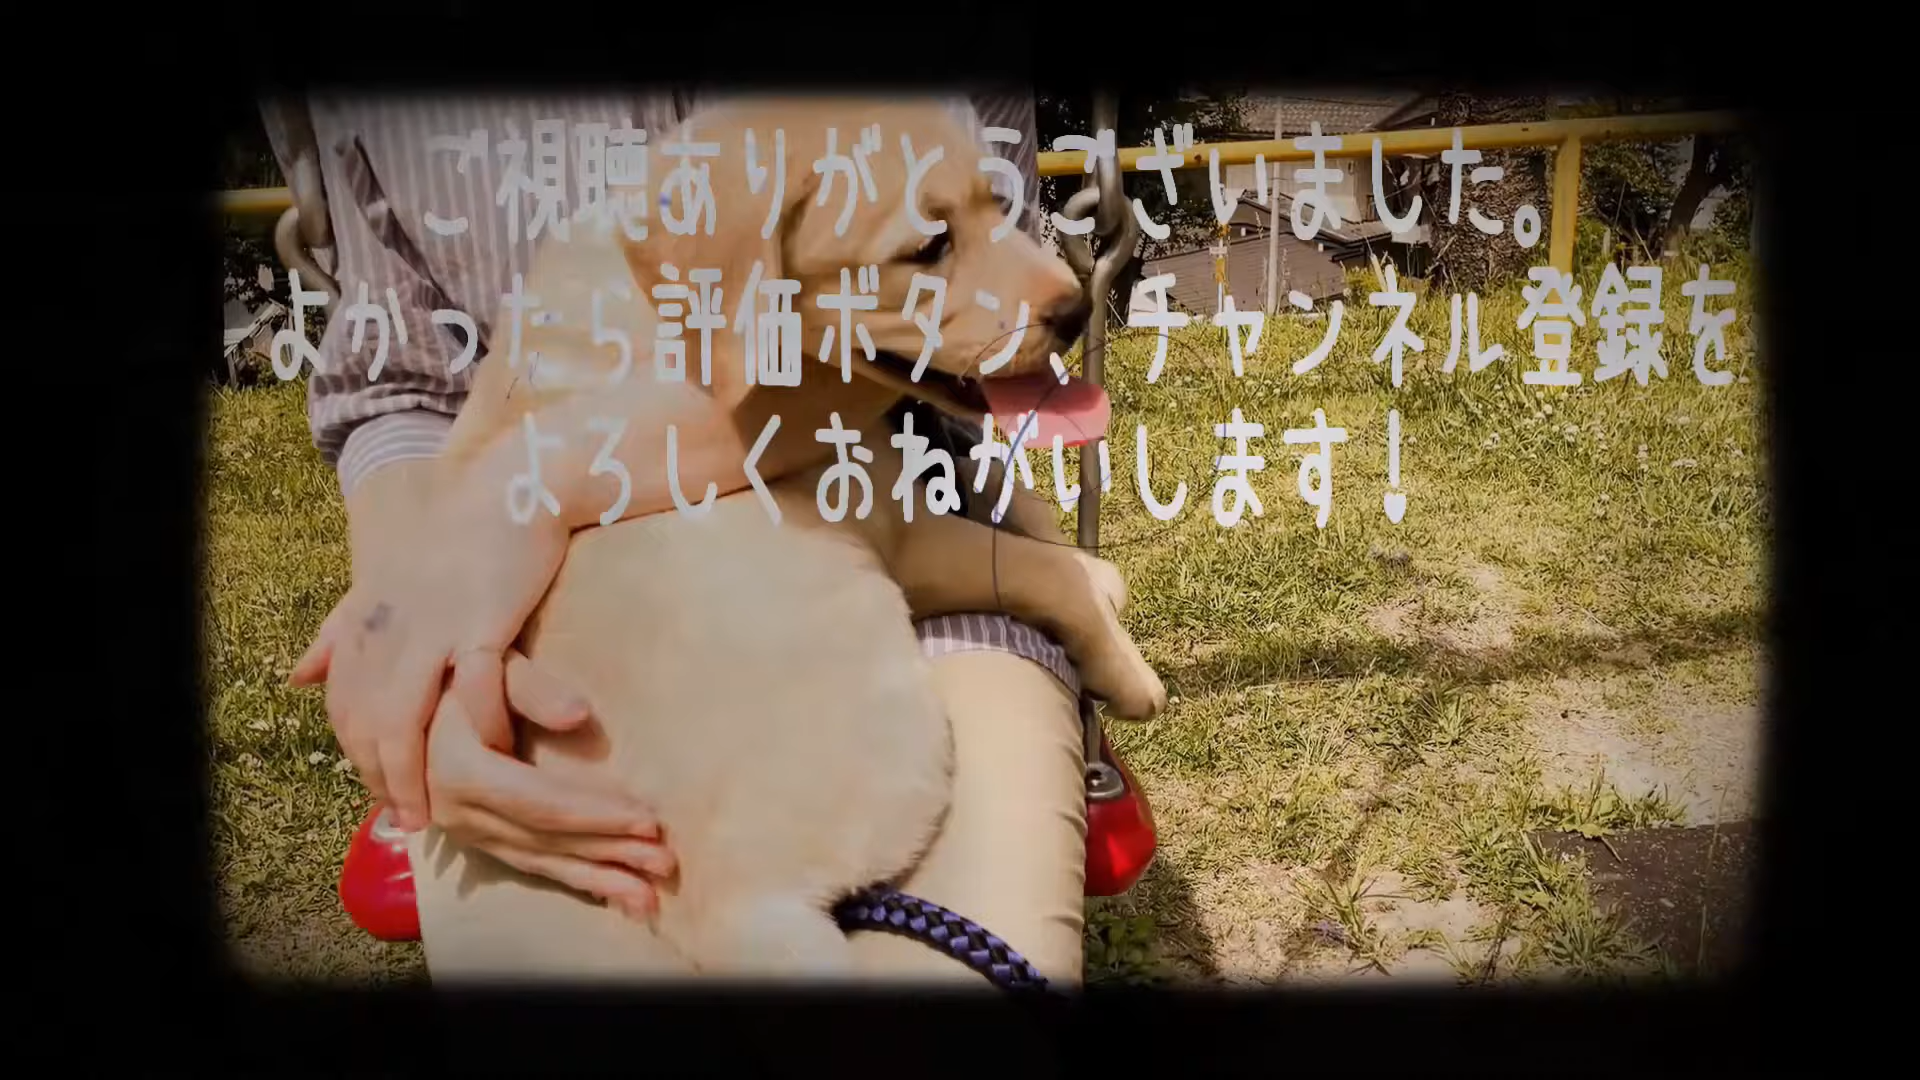 ご視聴ありがとうございました。
よかったら評価ボタン、チャンネル登録を
よろしくおねがいします!